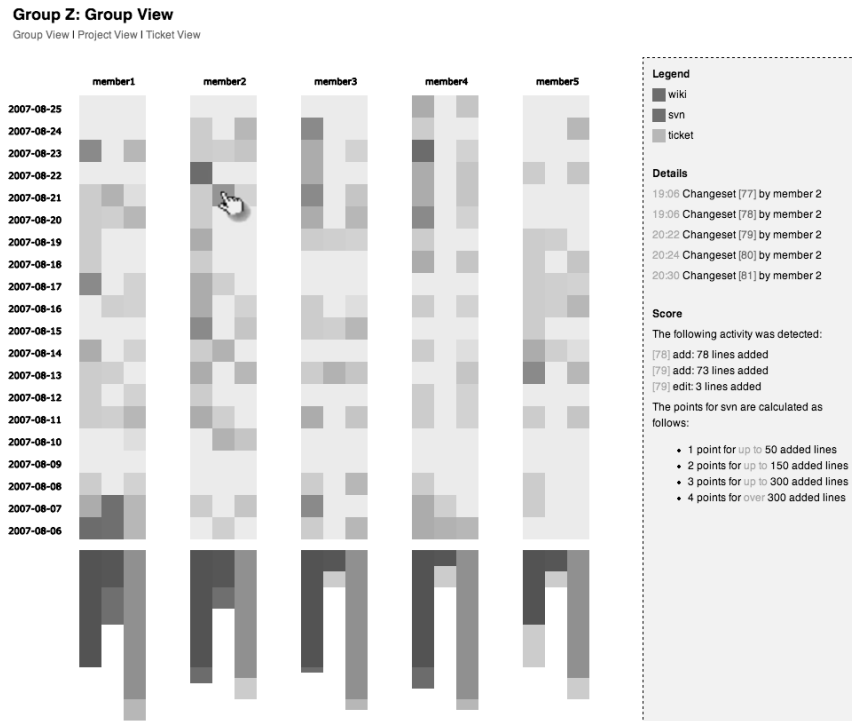 Group Z: Group View
Group View I Project View I Ticket View
member1 member2 member3 member4 member5
2007-08-25
2007-08-24
2007-08-23
2007-08-22
2007-08-21
2007-08-20
2007-08-19
2007-08-18
2007-08-17
2007-08-16
2007-08-15
2007-08-14
2007-08-13
2007-08-12
2007-08-11
2007-08-10
2007-08-09
2007-08-08
2007-08-07
2007-08-06
Legend
wiki
svn
ticket
Details
19:06 Changeset [77] by member 2
19:06 Changeset [78] by member 2
20:22 Changeset [79] by member 2
20:24 Changeset [80] by member 2
20:30 Changeset [81] by member 2
Score
The following activity was detected:
[78] add: 78 lines added
[79] add: 73 lines added
[79] edit: 3 lines added
The points for svn are calculated as
follows:
• 1 point for up to 50 added lines
• 2 points for up to 150 added lines
• 3 points for up to 300 added lines
• 4 points for over 300 added lines